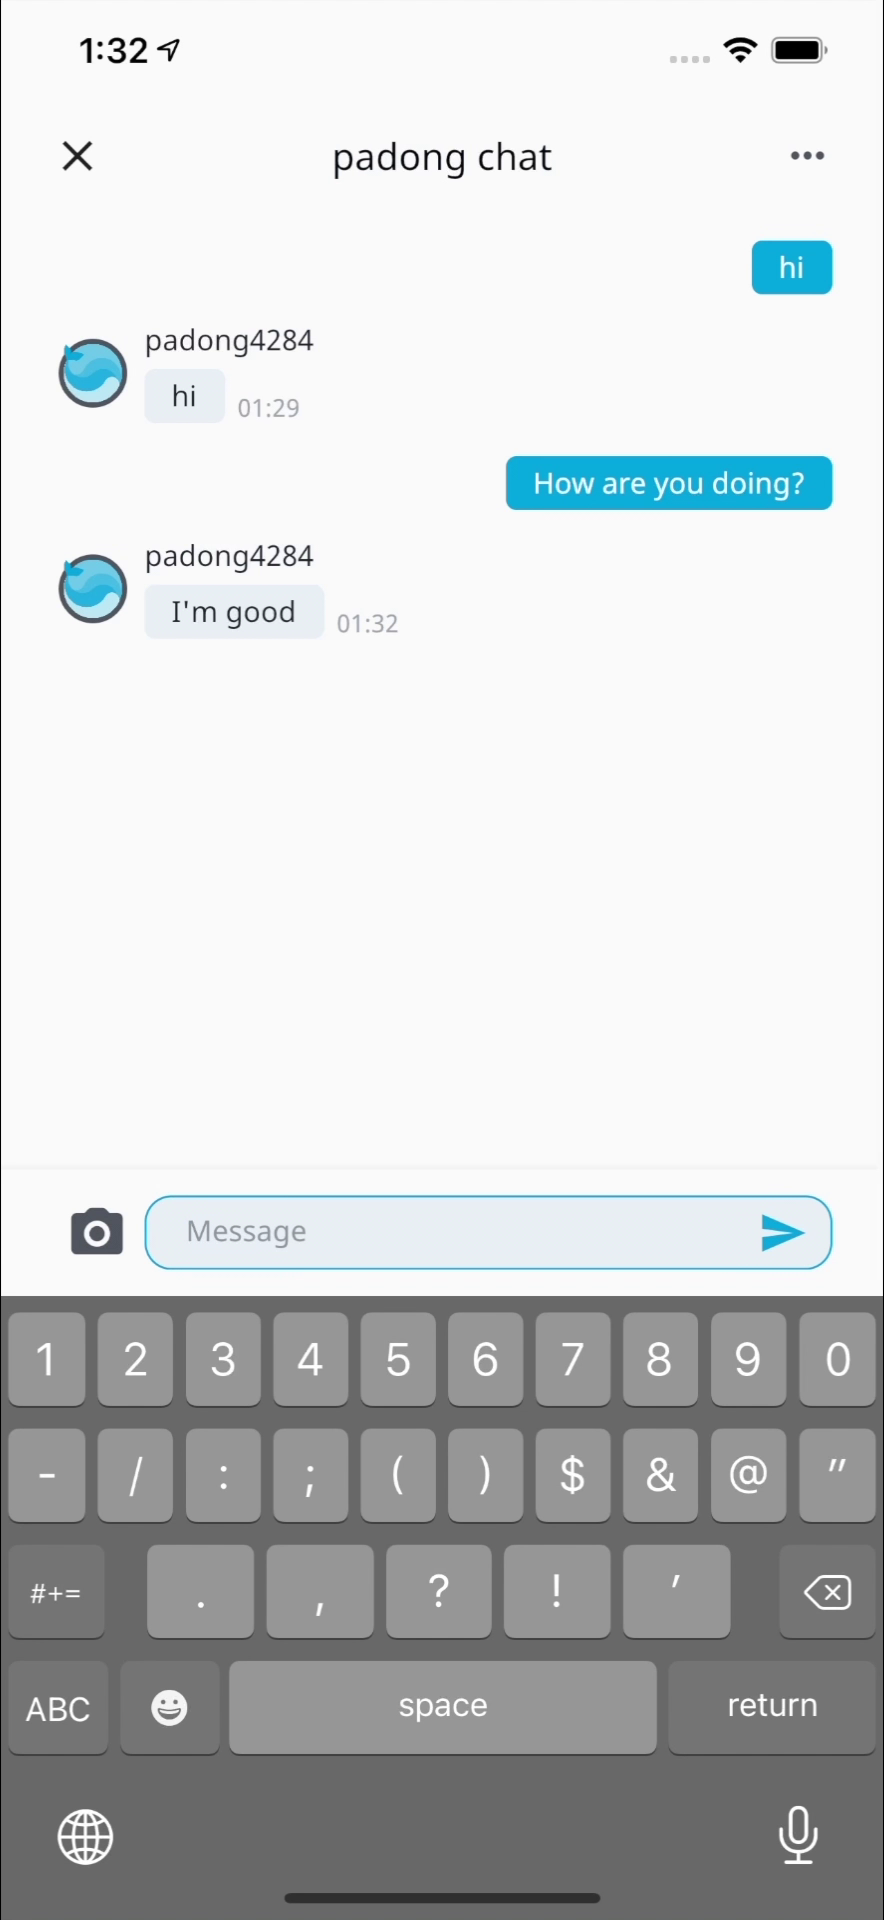 1:32
padong chat
hi
padong4284
hi 01:29
How are you doing?
padong4284
I'm good 01:32
Message
1 2 3 4 5 6 7 8 9 0
- / : ; ( ) $ & @ "
#+= . , ? ! '
ABC space return